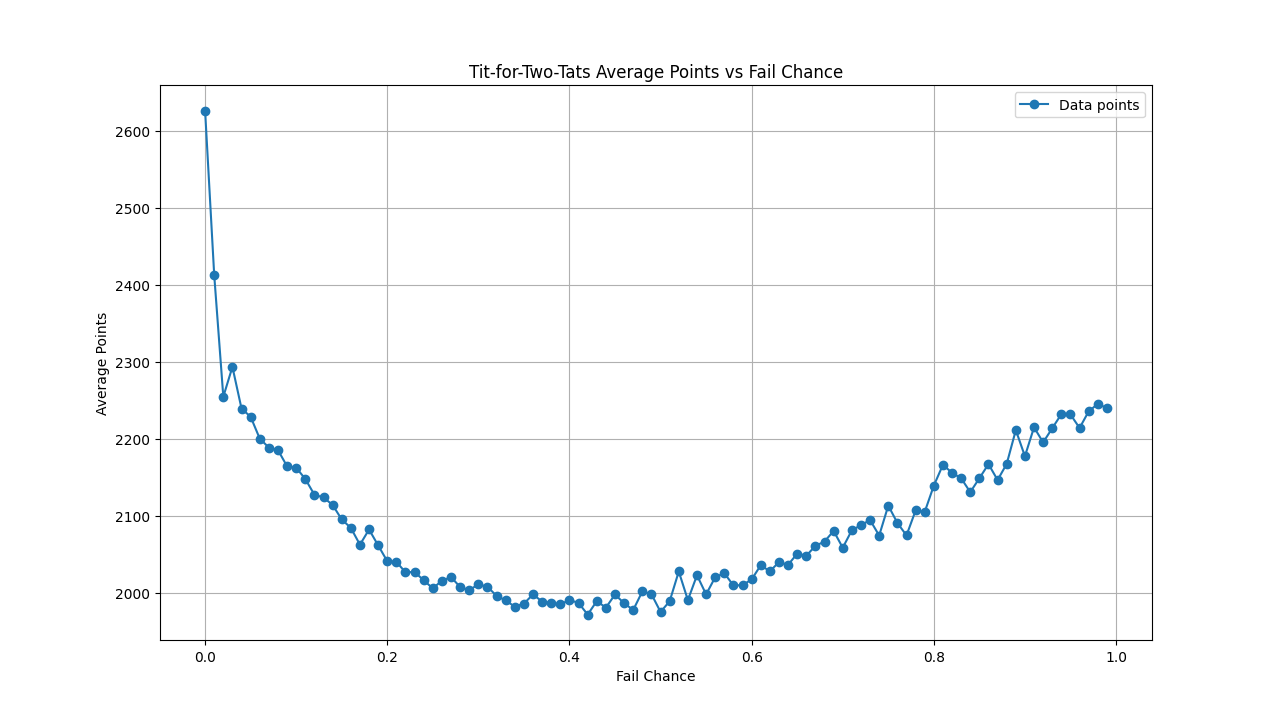 Tit-for-Two-Tats Average Points vs Fail Chance
Data points
2600
2500
2400
2300
2200
2100
2000
Average Points
0.0 0.2 0.4 0.6 0.8 1.0
Fail Chance